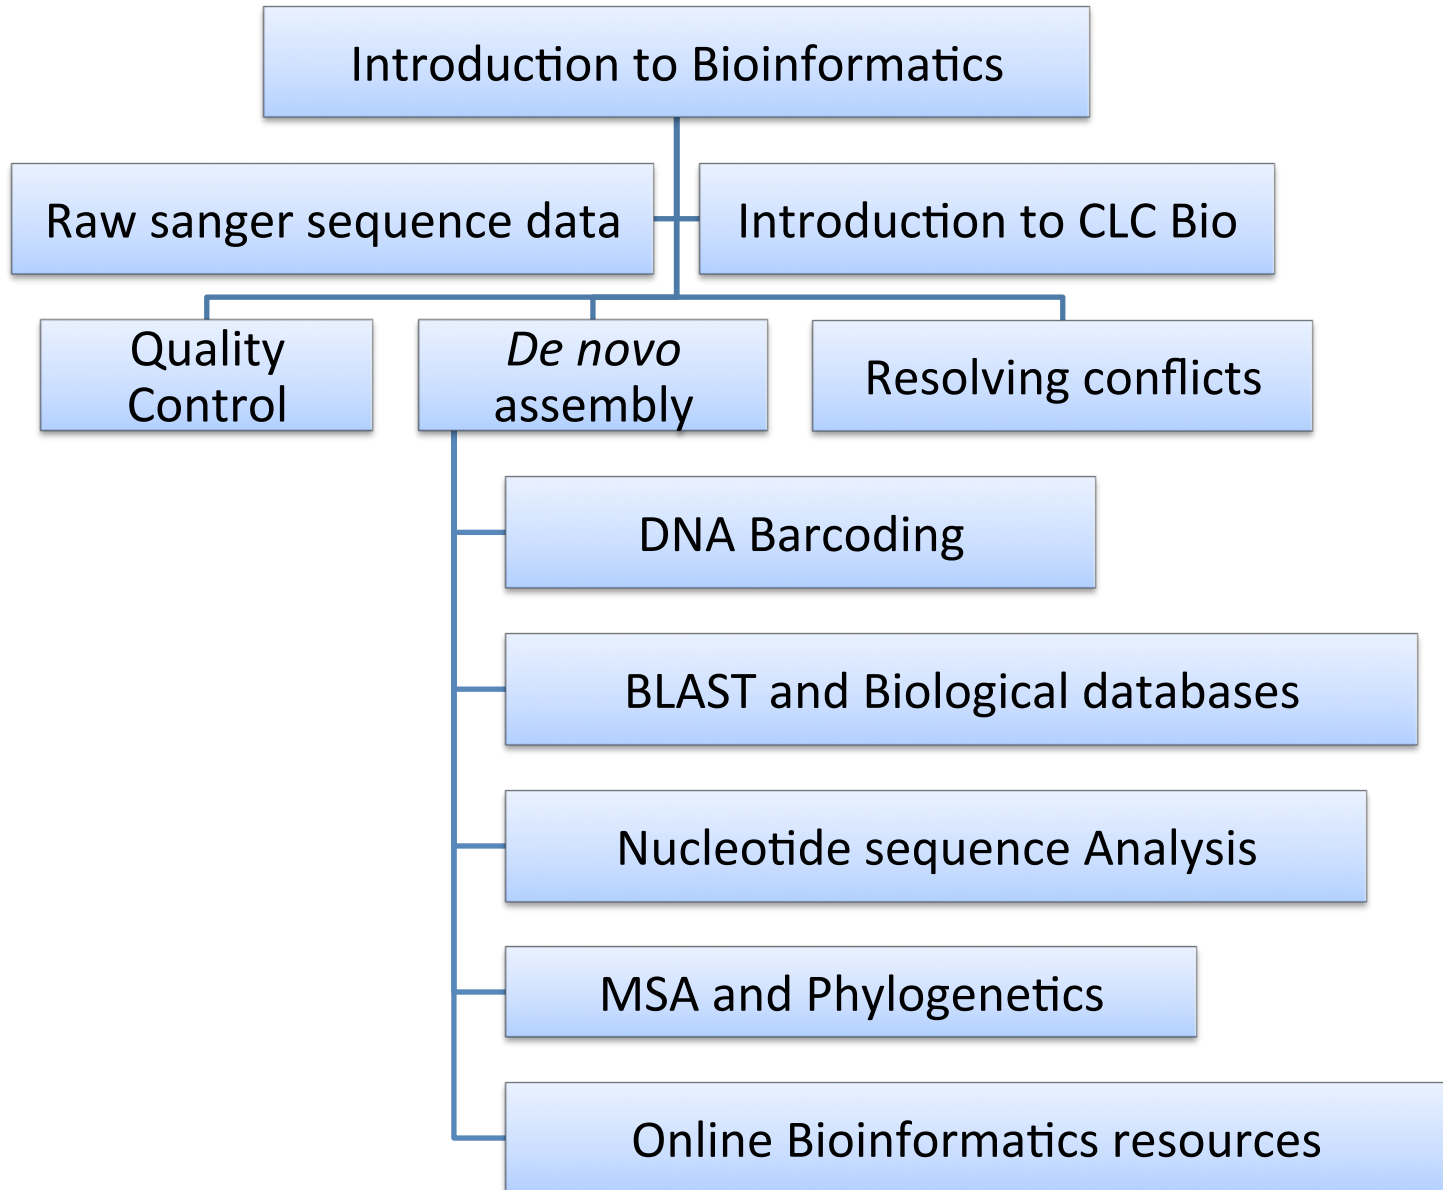 Introduction to Bioinformatics
Raw sanger sequence data
Introduction to CLC Bio
Quality
Control
De novo
assembly
Resolving conflicts
DNA Barcoding
BLAST and Biological databases
Nucleotide sequence Analysis
MSA and Phylogenetics
Online Bioinformatics resources